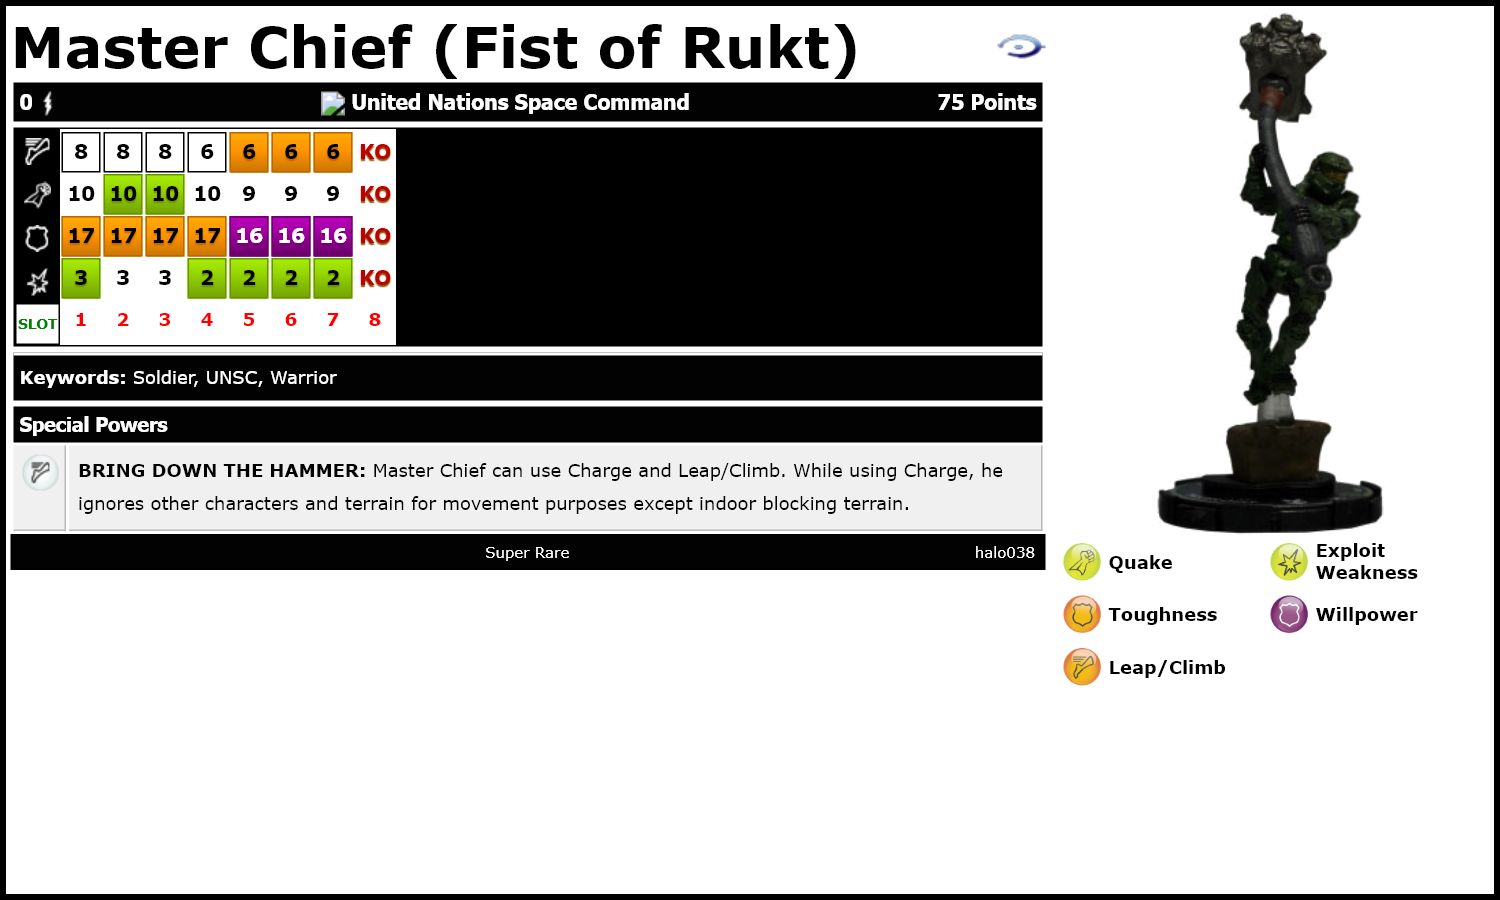 Master Chief (Fist of Rukt)
0 United Nations Space Command 75 Points
8 8 8 6 6 6 6 KO
10 10 10 10 9 9 9 KO
17 17 17 17 16 16 16 KO
3 3 3 2 2 2 2 KO
SLOT 1 2 3 4 5 6 7 8
Keywords: Soldier, UNSC, Warrior
Special Powers
BRING DOWN THE HAMMER: Master Chief can use Charge and Leap/Climb. While using Charge, he
ignores other characters and terrain for movement purposes except indoor blocking terrain.
Super Rare halo038
Quake
Exploit
Weakness
Toughness
Willpower
Leap/Climb